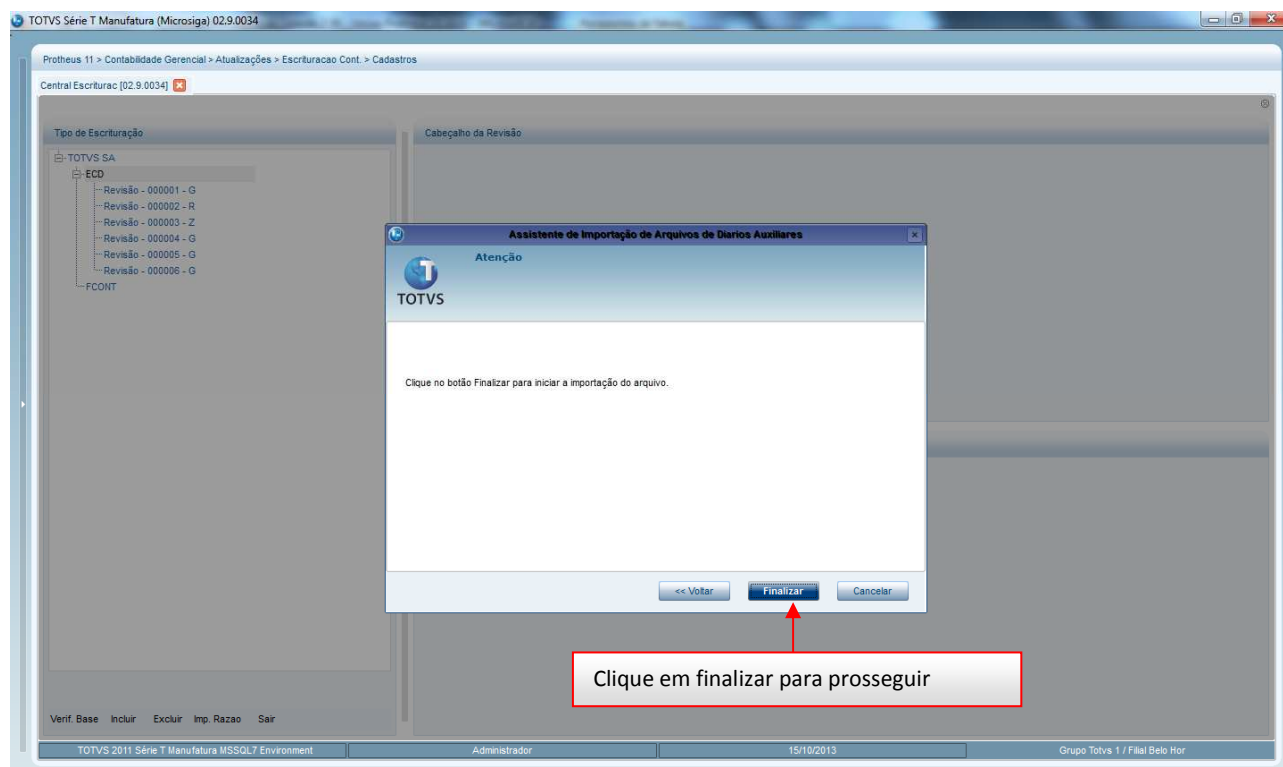 TOTVS Série T Manufatura (Microsiga) 02.9.0034
Protheus 11 > Contabilidade Gerencial > Atualizações > Escrituracao Cont. > Cadastros
Central Escriturac [02.9.0034]
Tipo de Escrituração
Cabeçalho da Revisão
TOTVS SA
ECD
Revisão - 000001 - G
Revisão - 000002 - R
Revisão - 000003 - Z
Revisão - 000004 - G
Revisão - 000005 - G
Revisão - 000006 - G
FCONT
Assistente de Importação de Arquivos de Diarios Auxiliares
Atenção
TOTVS
Clique no botão Finalizar para iniciar a importação do arquivo.
<< Voltar Finalizar Cancelar
Clique em finalizar para prosseguir
Verif. Base Incluir Excluir Imp. Razao Sair
TOTVS 2011 Série T Manufatura MSSQL7 Environment Administrador 15/10/2013 Grupo Totvs 1 / Filial Belo Hor